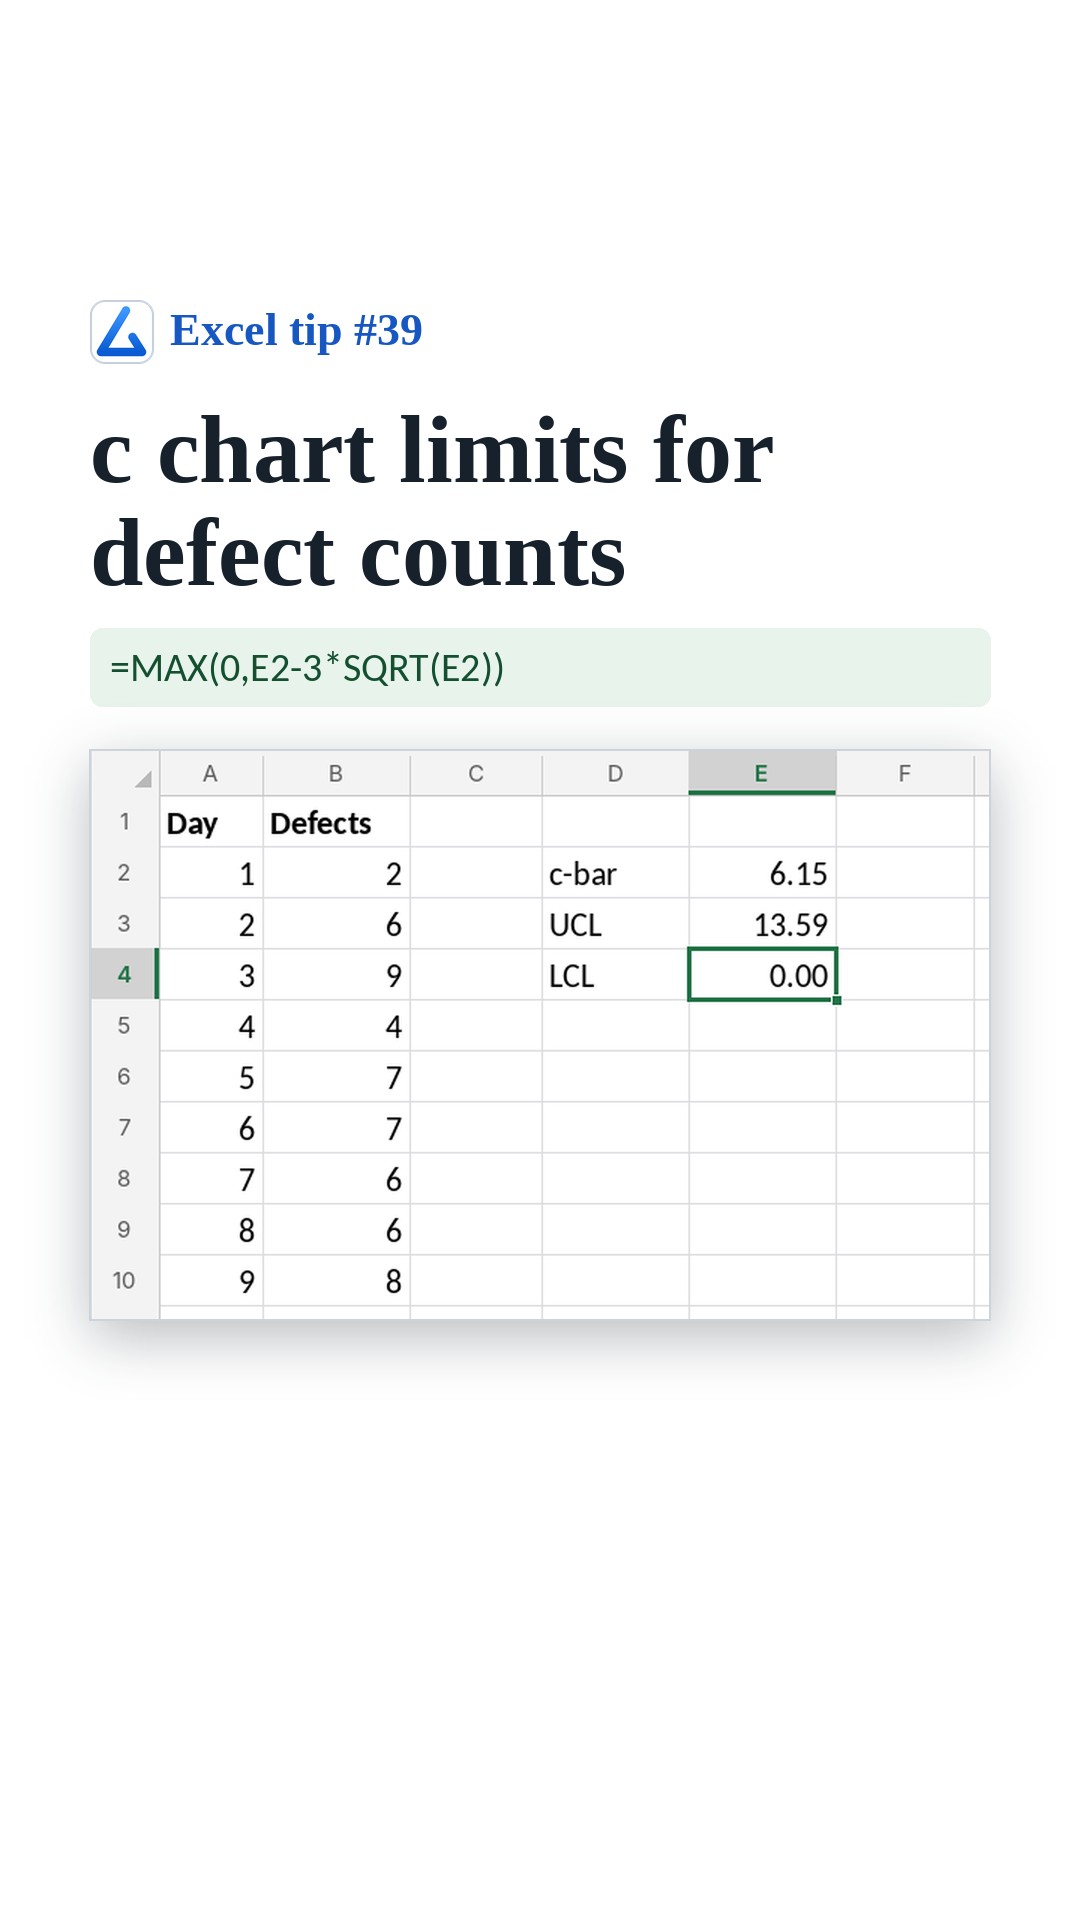 Excel tip #39
c chart limits for
defect counts
=MAX(0,E2-3*SQRT(E2))
A B C D E F
1 Day Defects
2 1 2 c-bar 6.15
3 2 6 UCL 13.59
4 3 9 LCL 0.00
5 4 4
6 5 7
7 6 7
8 7 6
9 8 6
10 9 8